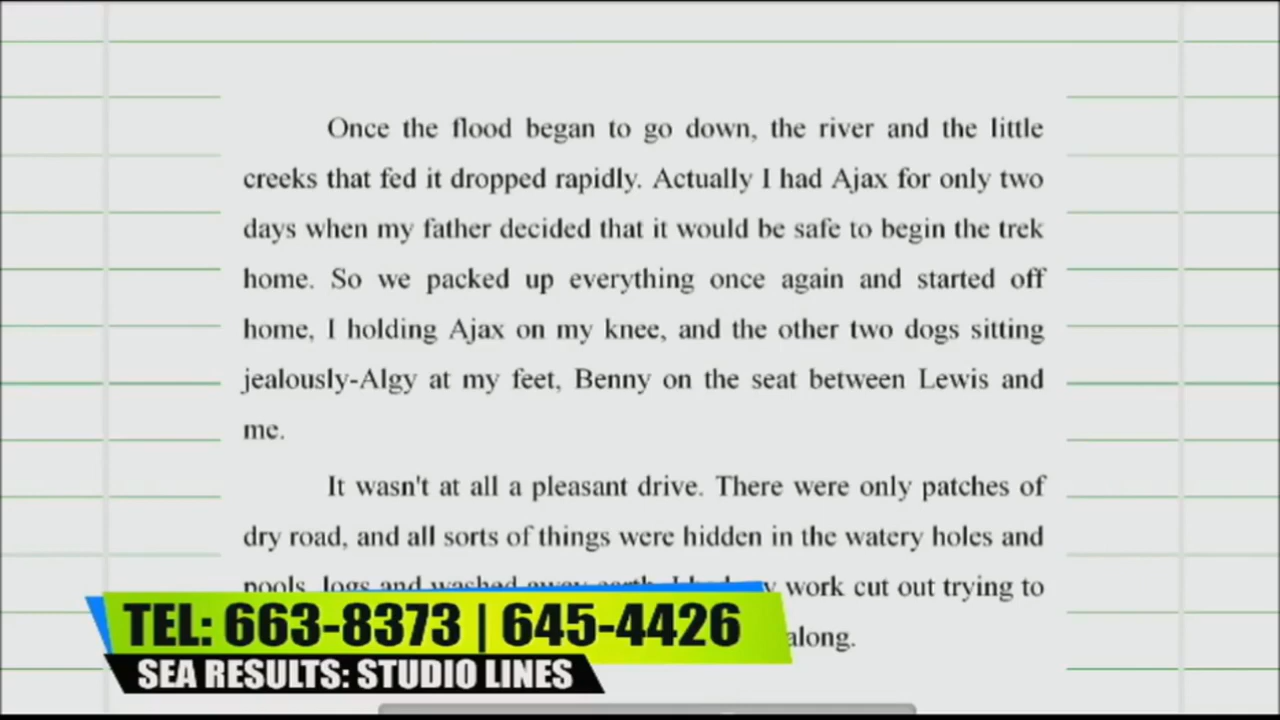 Once the flood began to go down, the river and the little
creeks that fed it dropped rapidly. Actually I had Ajax for only two
days when my father decided that it would be safe to begin the trek
home. So we packed up everything once again and started off
home, I holding Ajax on my knee, and the other two dogs sitting
jealously-Algy at my feet, Benny on the seat between Lewis and
me.
It wasn't at all a pleasant drive. There were only patches of
dry road, and all sorts of things were hidden in the watery holes and
pools, logs and washed away earth. I had my work cut out trying to
along.
TEL: 663-8373 | 645-4426
SEA RESULTS: STUDIO LINES